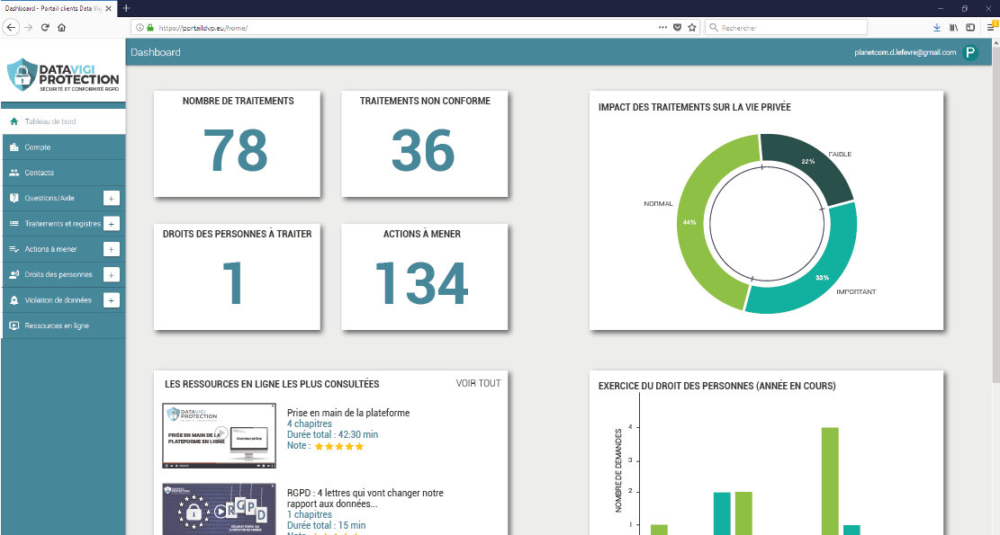 Dashboard - Portail clients Data Vig
https://portaildvp.eu/home/
Rechercher
DATAVIGI
PROTECTION
SÉCURITÉ ET CONFORMITÉ RGPD
Dashboard
planetcom.d.lefevre@gmail.com
P
Tableau de bord
Compte
Contacts
Questions/Aide
+
Traitements et registres
+
Actions à mener
+
Droits des personnes
+
Violation de données
+
Ressources en ligne
NOMBRE DE TRAITEMENTS
78
TRAITEMENTS NON CONFORME
36
DROITS DES PERSONNES À TRAITER
1
ACTIONS À MENER
134
IMPACT DES TRAITEMENTS SUR LA VIE PRIVÉE
22%
FAIBLE
NORMAL
44%
33%
IMPORTANT
LES RESSOURCES EN LIGNE LES PLUS CONSULTÉES
VOIR TOUT
DATAVIGI
PROTECTION
PRISE EN MAIN DE LA
PLATEFORME EN LIGNE
Prise en main de la plateforme
4 chapitres
Durée total : 42:30 min
Note :
DATAVIGI
PROTECTION
RGPD
RGPD : 4 lettres qui vont changer notre
rapport aux données...
1 chapitres
Durée total : 15 min
Note :
EXERCICE DU DROIT DES PERSONNES (ANNÉE EN COURS)
NOMBRE DE DEMANDES
4
3
2
1